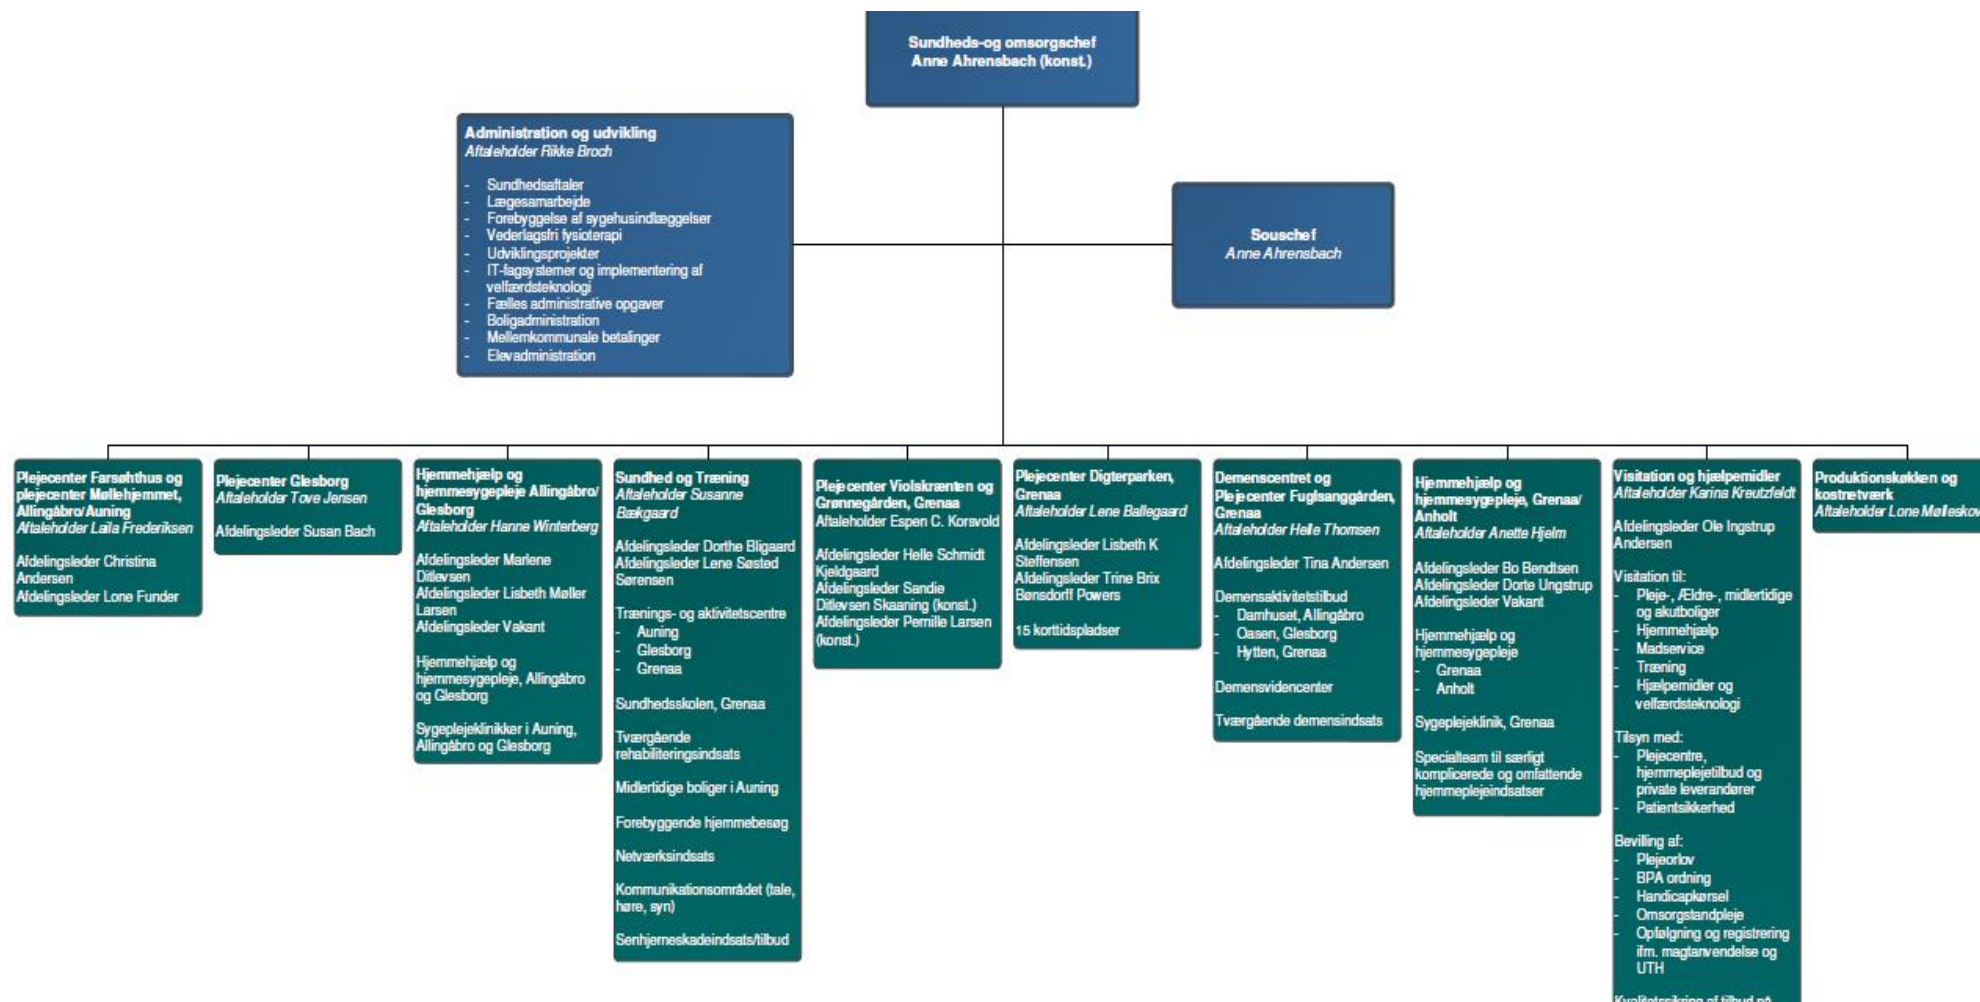 Sundheds-og omsorgschef
Anne Ahrensbach (konst.)
Administration og udvikling
Aftaleholder Rikke Broch
- Sundhedsaftaler
- Lægesamarbejde
- Forebyggelse af sygehusindlæggelser
- Vederlagsfri fysioterapi
- Udviklingsprojekter
- IT-fagsystemer og implementering af
velfærdsteknologi
- Fælles administrative opgaver
- Boligadministration
- Mellemkommunale betalinger
- Elevadministration
Souschef
Anne Ahrensbach
Plejecenter Farsøhthus og
plejecenter Møllehjemmet,
Allingåbro/Auning
Aftaleholder Laila Frederiksen
Afdelingsleder Christina
Andersen
Afdelingsleder Lone Funder
Plejecenter Glesborg
Aftaleholder Tove Jensen
Afdelingsleder Susan Bach
Hjemmehjælp og
hjemmesygepleje Allingåbro/
Glesborg
Aftaleholder Hanne Winterberg
Afdelingsleder Marlene
Ditlevsen
Afdelingsleder Lisbeth Møller
Larsen
Afdelingsleder Vakant
Hjemmehjælp og
hjemmesygepleje, Allingåbro
og Glesborg
Sygeplejeklinikker i Auning,
Allingåbro og Glesborg
Sundhed og Træning
Aftaleholder Susanne
Bækgaard
Afdelingsleder Dorthe Bligaard
Afdelingsleder Lene Søsted
Sørensen
Trænings- og aktivitetscentre
- Auning
- Glesborg
- Grenaa
Sundhedsskolen, Grenaa
Tværgående
rehabiliteringsindsats
Midlertidige boliger i Auning
Forebyggende hjemmebesøg
Netværksindsats
Kommunikationsområdet (tale,
høre, syn)
Senhjerneskadeindsats/tilbud
Plejecenter Violskrænten og
Grønnegården, Grenaa
Aftaleholder Espen C. Korsvold
Afdelingsleder Helle Schmidt
Kjeldgaard
Afdelingsleder Sandie
Ditlevsen Skaaning (konst.)
Afdelingsleder Pernille Larsen
(konst.)
Plejecenter Digterparken,
Grenaa
Aftaleholder Lene Ballegaard
Afdelingsleder Lisbeth K
Steffensen
Afdelingsleder Trine Brix
Bønsdorff Powers
15 korttidspladser
Demenscentret og
Plejecenter Fuglsanggården,
Grenaa
Aftaleholder Helle Thomsen
Afdelingsleder Tina Andersen
Demensaktivitetstilbud
- Damhuset, Allingåbro
- Oasen, Glesborg
- Hytten, Grenaa
Demensvidencenter
Tværgående demensindsats
Hjemmehjælp og
hjemmesygepleje, Grenaa/
Anholt
Aftaleholder Anette Hjelm
Afdelingsleder Bo Bendtsen
Afdelingsleder Dorte Ungstrup
Afdelingsleder Vakant
Hjemmehjælp og
hjemmesygepleje
- Grenaa
- Anholt
Sygeplejeklinik, Grenaa
Specialteam til særligt
komplicerede og omfattende
hjemmeplejeindsatser
Visitation og hjælpemidler
Aftaleholder Karina Kreutzfeldt
Afdelingsleder Ole Ingstrup
Andersen
Visitation til:
- Pleje-, Ældre-, midlertidige
og akutboliger
- Hjemmehjælp
- Madservice
- Træning
- Hjælpemidler og
velfærdsteknologi
Tilsyn med:
- Plejecentre,
hjemmeplejetilbud og
private leverandører
- Patientsikkerhed
Bevilling af:
- Plejeorlov
- BPA ordning
- Handicapkørsel
- Omsorgstandpleje
- Opfølgning og registrering
ifm. magtanvendelse og
UTH
Kvalitetssikring af tilbud på
Produktionskøkken og
kostnetværk
Aftaleholder Lone Mølleskov